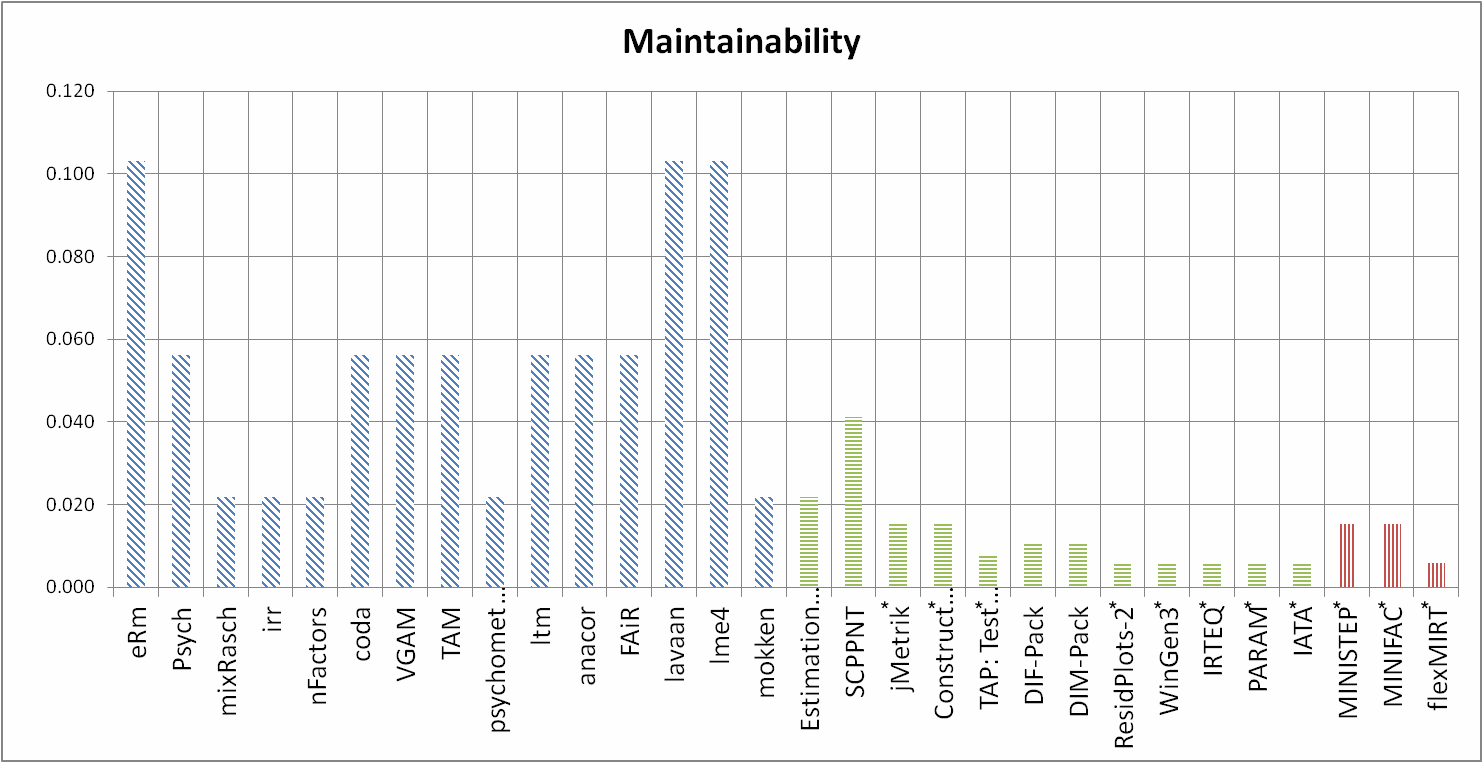 Maintainability
0.120
0.100
0.080
0.060
0.040
0.020
0.000
eRm
Psych
mixRasch
irr
nFactors
coda
VGAM
TAM
psychomet...
ltm
anacor
FAiR
lavaan
lme4
mokken
Estimation...
SCPPNT
jMetrik*
Construct*...
TAP: Test*...
DIF-Pack
DIM-Pack
ResidPlots-2*
WinGen3*
IRTEQ*
PARAM*
IATA*
MINISTEP*
MINIFAC*
flexMIRT*